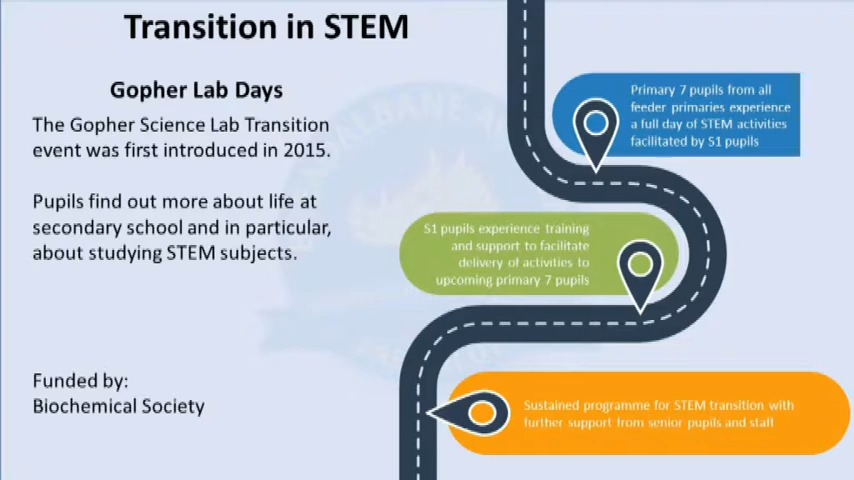 Transition in STEM
Gopher Lab Days
The Gopher Science Lab Transition
event was first introduced in 2015.
Pupils find out more about life at
secondary school and in particular,
about studying STEM subjects.
Funded by:
Biochemical Society
Primary 7 pupils from all
feeder primaries experience
a full day of STEM activities
facilitated by S1 pupils
S1 pupils experience training
and support to facilitate
delivery of activities to
upcoming primary 7 pupils
Sustained programme for STEM transition with
further support from senior pupils and staff